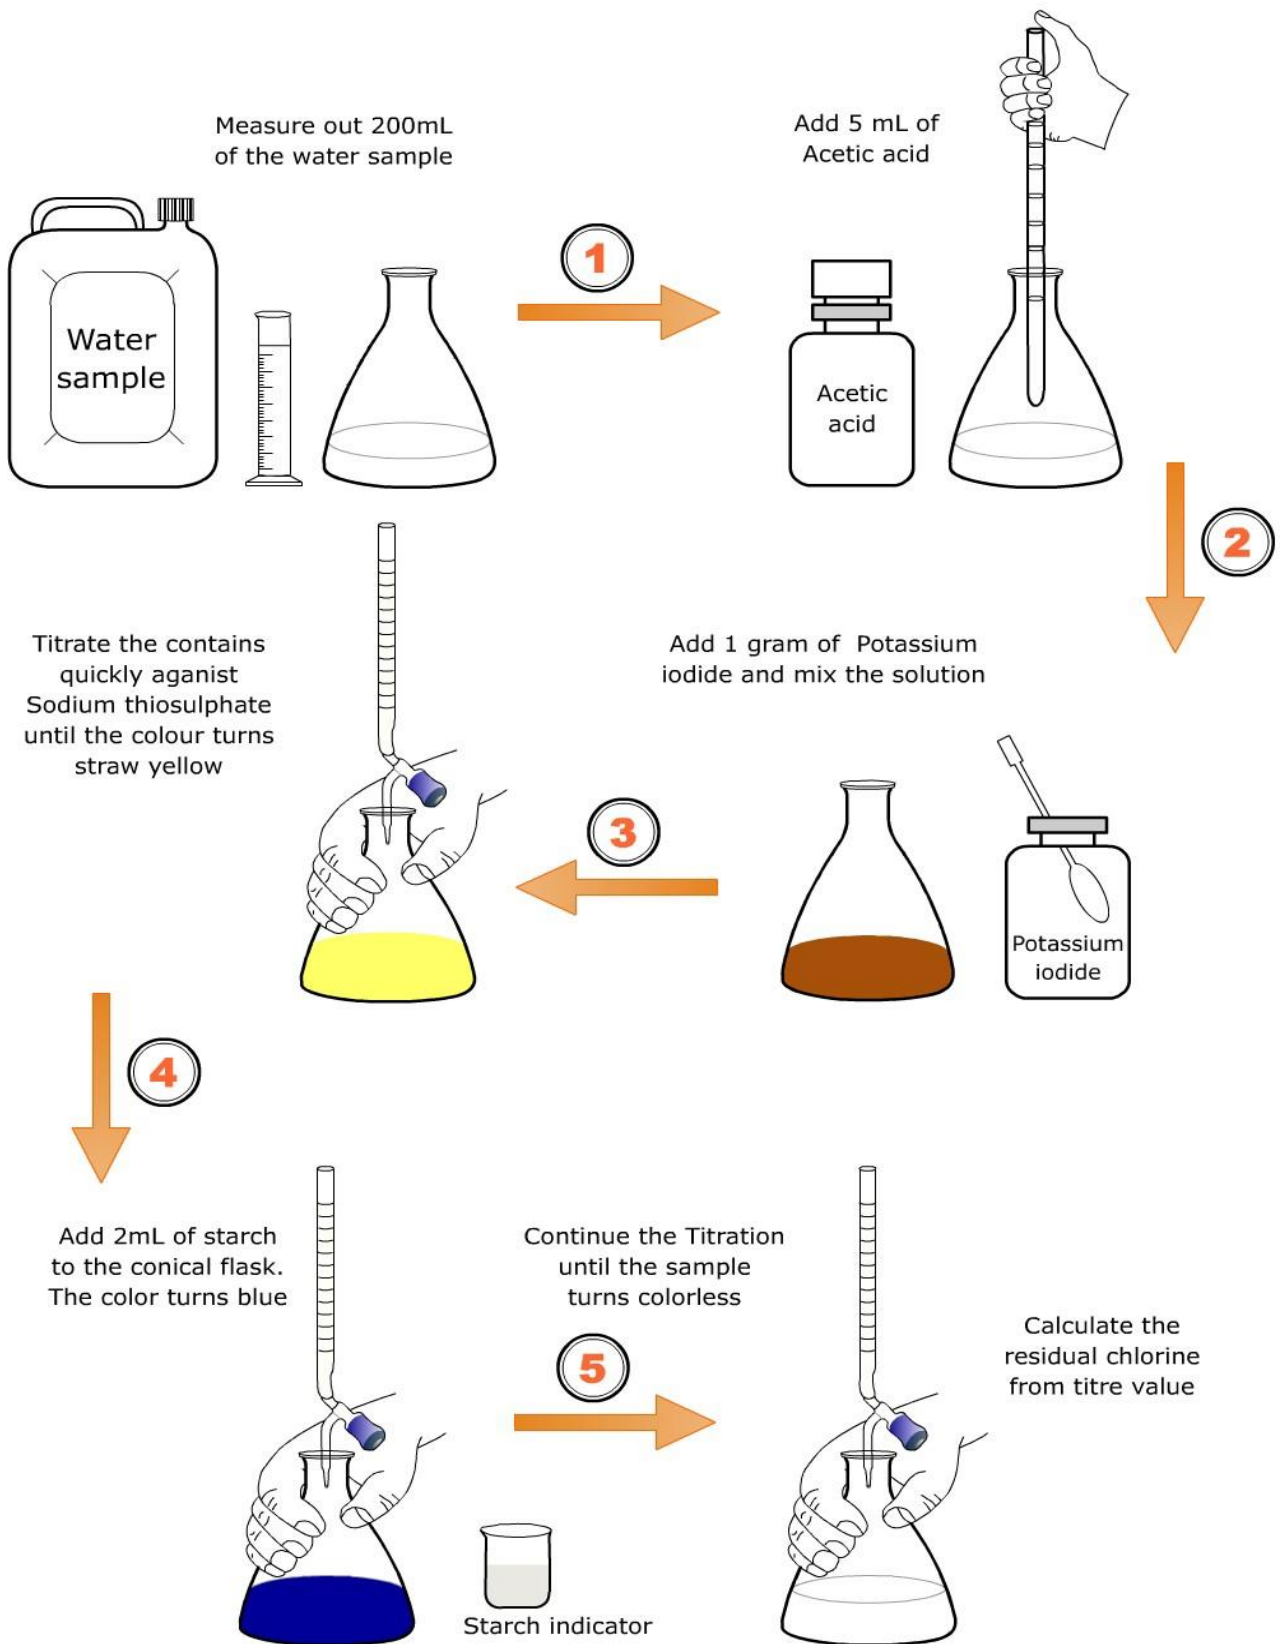 Measure out 200mL
of the water sample
Water
sample
1
Add 5 mL of
Acetic acid
Acetic
acid
2
Add 1 gram of Potassium
iodide and mix the solution
Potassium
iodide
3
Titrate the contains
quickly aganist
Sodium thiosulphate
until the colour turns
straw yellow
4
Add 2mL of starch
to the conical flask.
The color turns blue
Starch indicator
5
Continue the Titration
until the sample
turns colorless
Calculate the
residual chlorine
from titre value